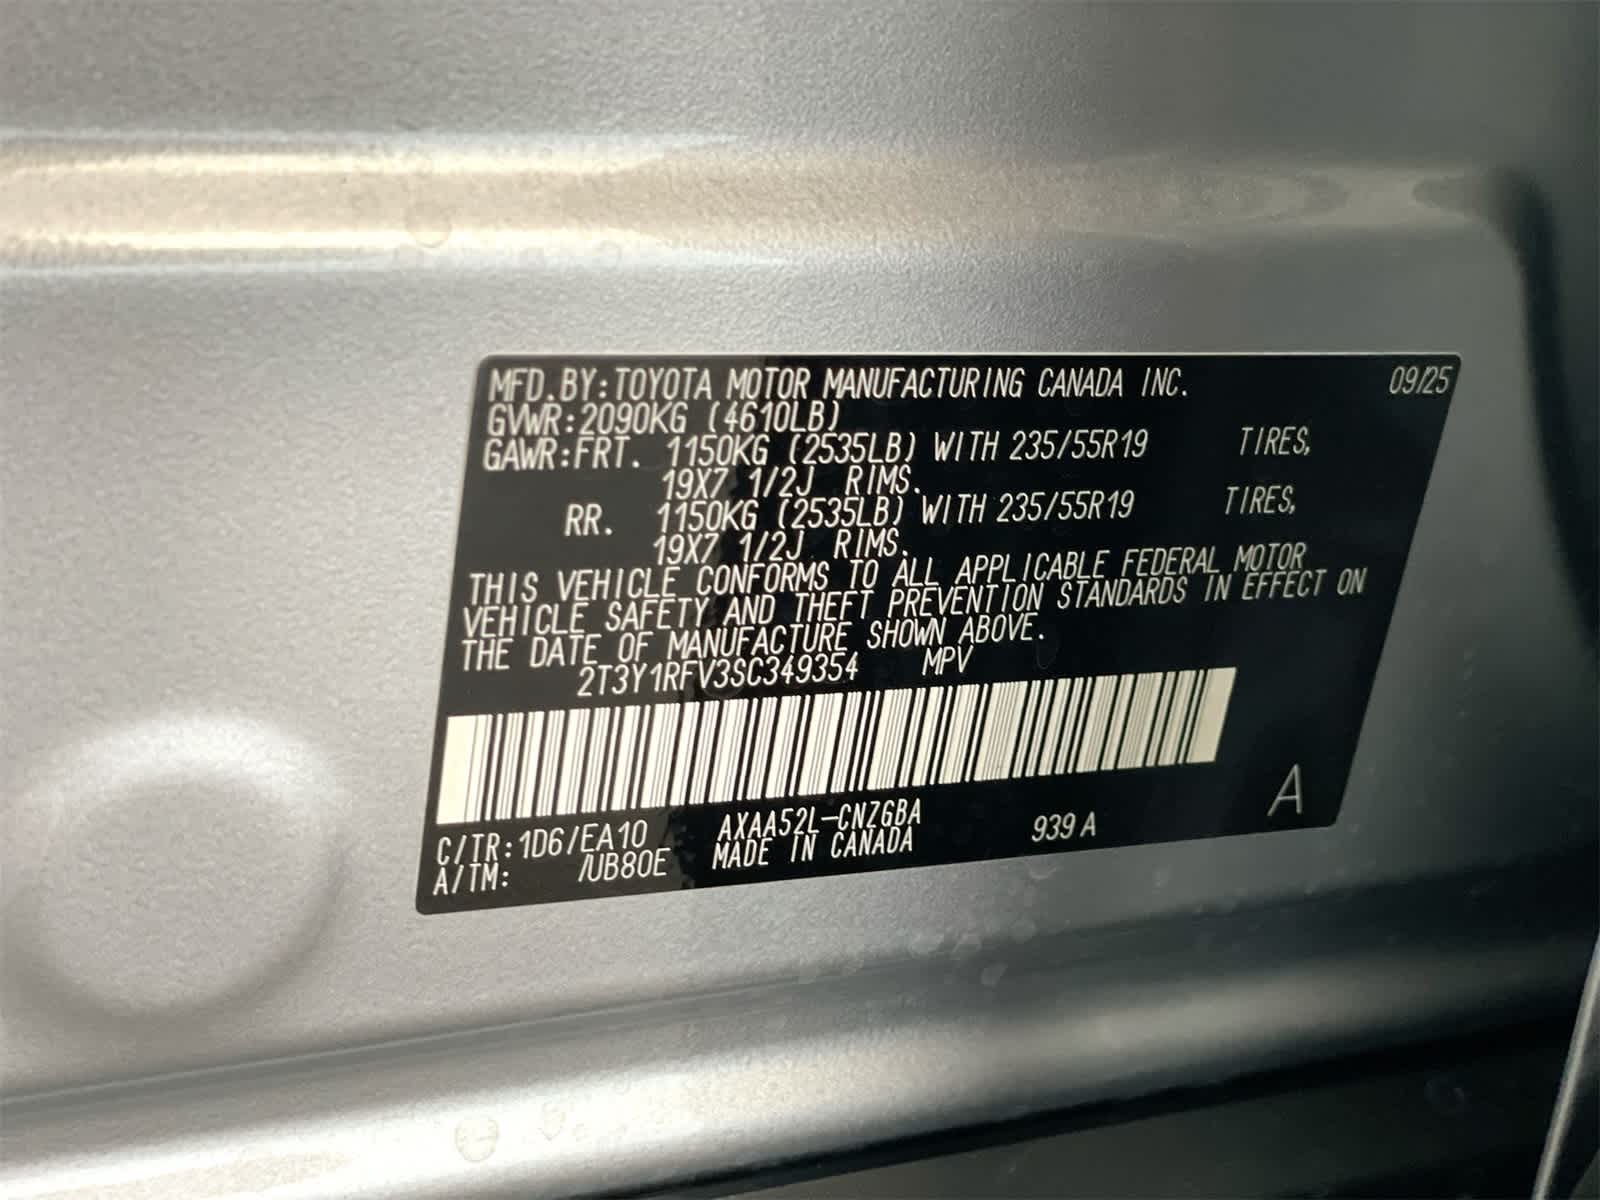 MFD.BY:TOYOTA MOTOR MANUFACTURING CANADA INC. 09/25
GVWR:2090KG (4610LB)
GAWR:FRT. 1150KG (2535LB) WITH 235/55R19 TIRES,
19X7 1/2J RIMS.
RR. 1150KG (2535LB) WITH 235/55R19 TIRES,
19X7 1/2J RIMS.
THIS VEHICLE CONFORMS TO ALL APPLICABLE FEDERAL MOTOR
VEHICLE SAFETY AND THEFT PREVENTION STANDARDS IN EFFECT ON
THE DATE OF MANUFACTURE SHOWN ABOVE.
2T3Y1RFV3SC349354 MPV
A
C/TR:1D6/EA10 AXAA52L-CNZGBA 939A
A/TM: /UB80E MADE IN CANADA